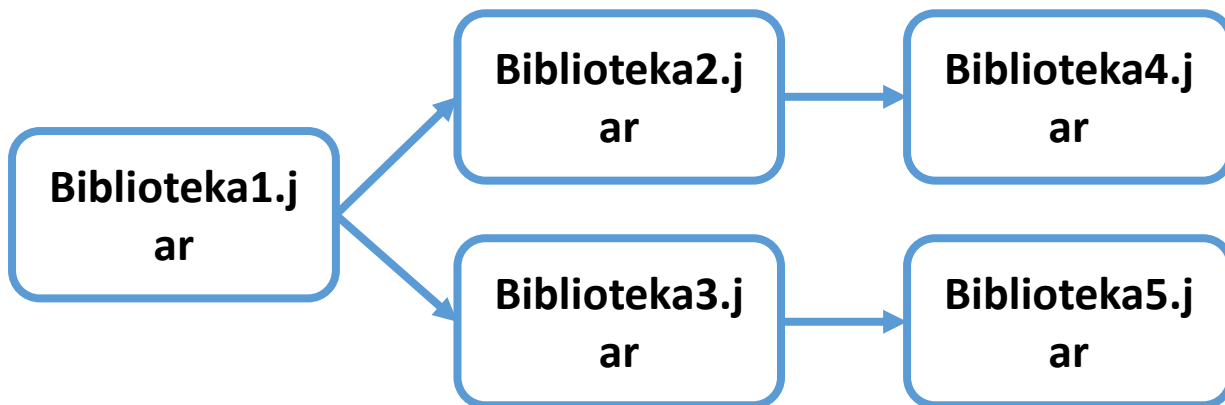 Biblioteka1.j
ar
Biblioteka2.j
ar
Biblioteka4.j
ar
Biblioteka3.j
ar
Biblioteka5.j
ar